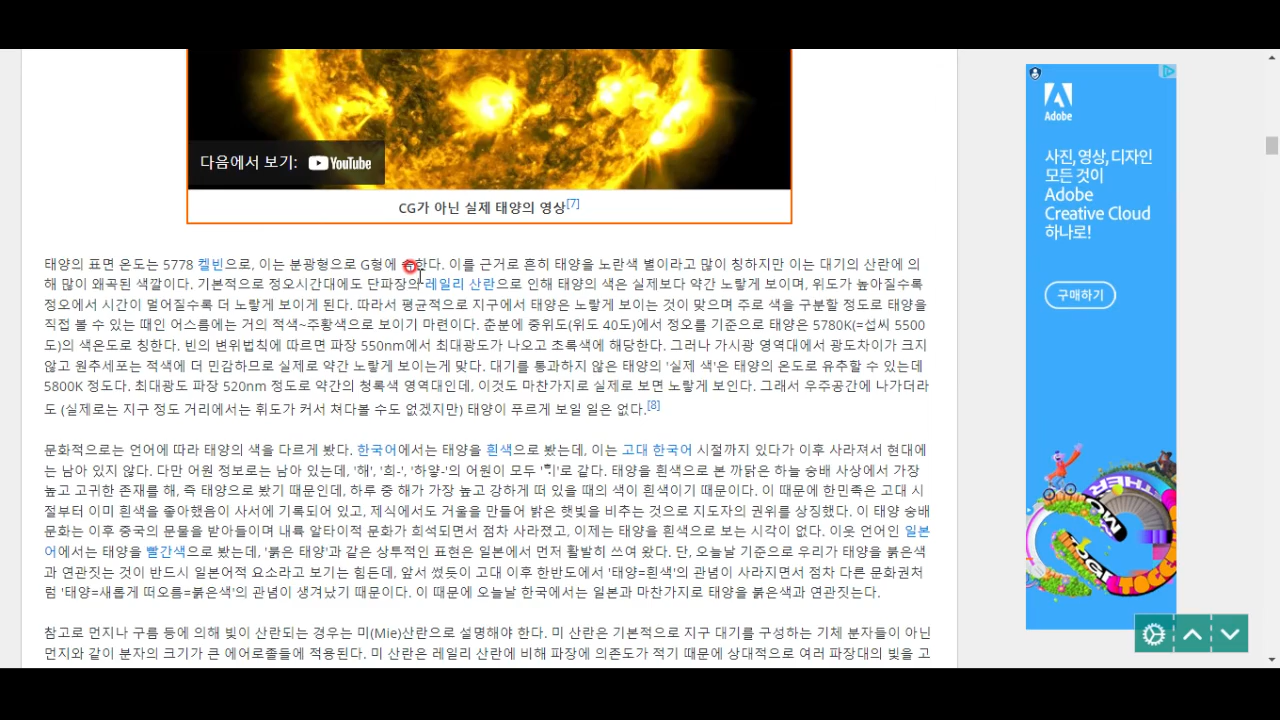 다음에서 보기: YouTube
CG가 아닌 실제 태양의 영상[7]
태양의 표면 온도는 5778 켈빈으로, 이는 분광형으로 G형에 속한다. 이를 근거로 흔히 태양을 노란색 별이라고 많이 칭하지만 이는 대기의 산란에 의
해 많이 왜곡된 색깔이다. 기본적으로 정오시간대에도 단파장의 레일리 산란으로 인해 태양의 색은 실제보다 약간 노랗게 보이며, 위도가 높아질수록
정오에서 시간이 멀어질수록 더 노랗게 보이게 된다. 따라서 평균적으로 지구에서 태양은 노랗게 보이는 것이 맞으며 주로 색을 구분할 정도로 태양을
직접 볼 수 있는 때인 어스름에는 거의 적색~주황색으로 보이기 마련이다. 춘분에 중위도(위도 40도)에서 정오를 기준으로 태양은 5780K(=섭씨 5500
도)의 색온도로 칭한다. 빈의 변위법칙에 따르면 파장 550nm에서 최대광도가 나오고 초록색에 해당한다. 그러나 가시광 영역대에서 광도차이가 크지
않고 원추세포는 적색에 더 민감하므로 실제로 약간 노랗게 보이는게 맞다. 대기를 통과하지 않은 태양의 '실제 색'은 태양의 온도로 유추할 수 있는데
5800K 정도다. 최대광도 파장 520nm 정도로 약간의 청록색 영역대인데, 이것도 마찬가지로 실제로 보면 노랗게 보인다. 그래서 우주공간에 나가더라
도 (실제로는 지구 정도 거리에서는 휘도가 커서 쳐다볼 수도 없겠지만) 태양이 푸르게 보일 일은 없다.[8]
문화적으로는 언어에 따라 태양의 색을 다르게 봤다. 한국어에서는 태양을 흰색으로 봤는데, 이는 고대 한국어 시절까지 있다가 이후 사라져서 현대에
는 남아 있지 않다. 다만 어원 정보로는 남아 있는데, '해', '희-', '하얗-'의 어원이 모두 'ᄒᆡ'로 같다. 태양을 흰색으로 본 까닭은 하늘 숭배 사상에서 가장
높고 고귀한 존재를 해, 즉 태양으로 봤기 때문인데, 하루 중 해가 가장 높고 강하게 떠 있을 때의 색이 흰색이기 때문이다. 이 때문에 한민족은 고대 시
절부터 이미 흰색을 좋아했음이 사서에 기록되어 있고, 제식에서도 거울을 만들어 밝은 햇빛을 비추는 것으로 지도자의 권위를 상징했다. 이 태양 숭배
문화는 이후 중국의 문물을 받아들이며 내륙 알타이적 문화가 희석되면서 점차 사라졌고, 이제는 태양을 흰색으로 보는 시각이 없다. 이웃 언어인 일본
어에서는 태양을 빨간색으로 봤는데, '붉은 태양'과 같은 상투적인 표현은 일본에서 먼저 활발히 쓰여 왔다. 단, 오늘날 기준으로 우리가 태양을 붉은색
과 연관짓는 것이 반드시 일본어적 요소라고 보기는 힘든데, 앞서 썼듯이 고대 이후 한반도에서 '태양=흰색'의 관념이 사라지면서 점차 다른 문화권처
럼 '태양=새롭게 떠오름=붉은색'의 관념이 생겨났기 때문이다. 이 때문에 오늘날 한국에서는 일본과 마찬가지로 태양을 붉은색과 연관짓는다.
참고로 먼지나 구름 등에 의해 빛이 산란되는 경우는 미(Mie)산란으로 설명해야 한다. 미 산란은 기본적으로 지구 대기를 구성하는 기체 분자들이 아닌
먼지와 같이 분자의 크기가 큰 에어로졸들에 적용된다. 미 산란은 레일리 산란에 비해 파장에 의존도가 적기 때문에 상대적으로 여러 파장대의 빛을 고
Adobe
사진, 영상, 디자인
모든 것이
Adobe
Creative Cloud
하나로!
구매하기